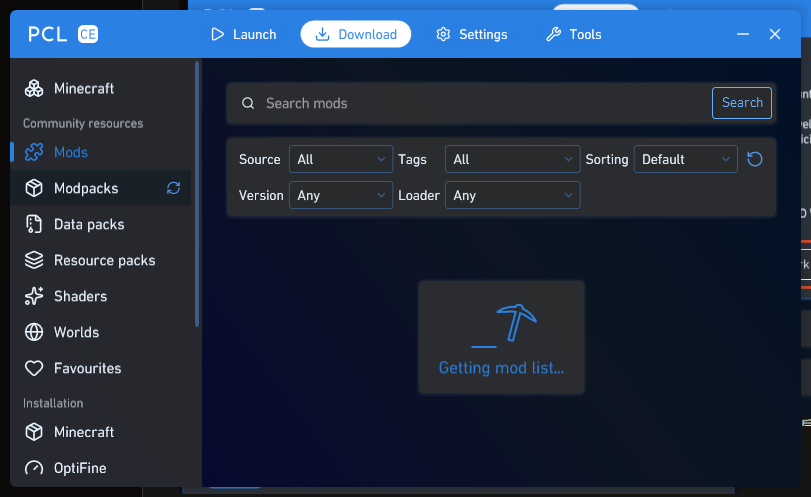 PCL CE
Launch
Download
Settings
Tools
Minecraft
Community resources
Mods
Modpacks
Data packs
Resource packs
Shaders
Worlds
Favourites
Installation
Minecraft
OptiFine
Search mods
Search
Source All Tags All Sorting Default
Version Any Loader Any
Getting mod list...